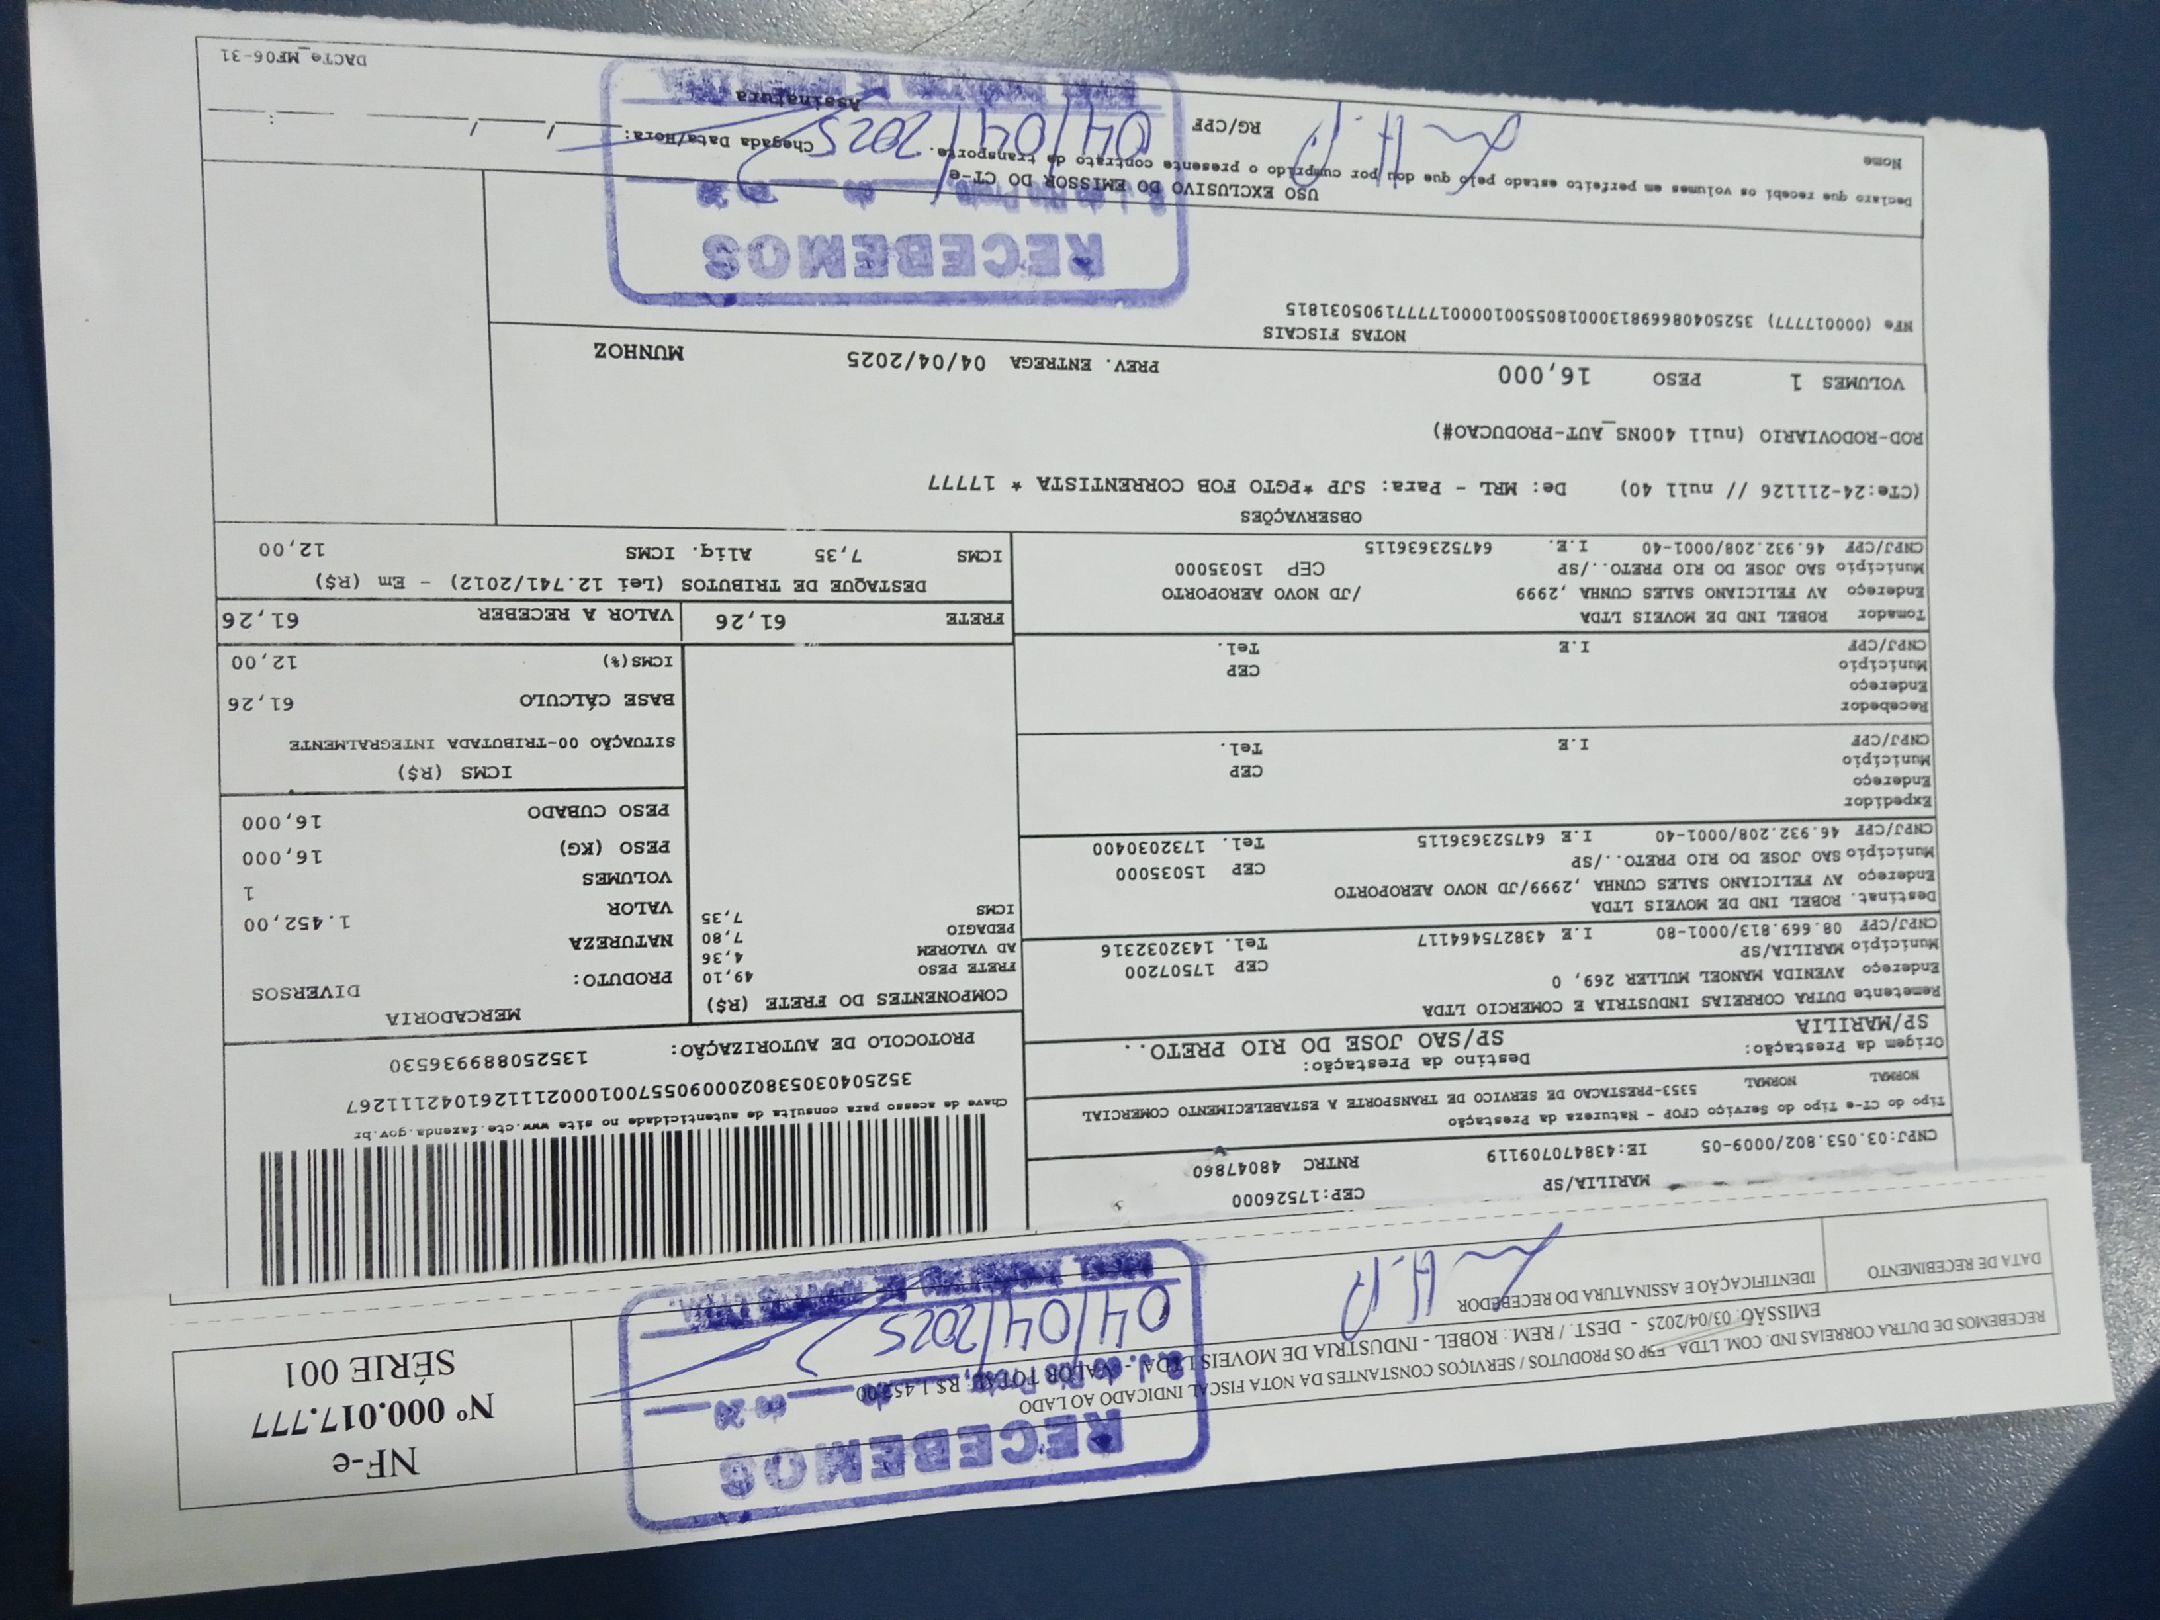 RECEBEMOS DE DUTRA CORREIAS IND. COM. LTDA OS PRODUTOS / SERVIÇOS CONSTANTES DA NOTA FISCAL INDICADO AO LADO
EMISSÃO: 03/04/2025 - DEST. / REM.: ROBEL - INDUSTRIA DE MOVEIS LTDA - VALOR TOTAL: R$ 1.452,00
DATA DE RECEBIMENTO
IDENTIFICAÇÃO E ASSINATURA DO RECEBEDOR
NF-e
Nº 000.017.777
SÉRIE 001
RECEBEMOS
04/04/2025
MARILIA/SP CEP:17526000
CNPJ:03.053.802/0009-05 IE:438470709119 RNTRC 48047860
Tipo do CT-e Tipo do Serviço CFOP - Natureza da Prestação
NORMAL NORMAL 5353-PRESTACAO DE SERVICO DE TRANSPORTE A ESTABELECIMENTO COMERCIAL
Origem da Prestação: Destino da Prestação:
SP/MARILIA SP/SAO JOSE DO RIO PRETO..
Chave de acesso para consulta de autenticidade no site www.cte.fazenda.gov.br
PROTOCOLO DE AUTORIZAÇÃO: 1352508893653​0
Remetente DUTRA CORREIAS INDUSTRIA E COMERCIO LTDA
Endereço AVENIDA MANOEL MULLER 269, 0
Município MARILIA/SP CEP 17507200
CNPJ/CPF 08.669.813/0001-80 I.E 438275464117 Tel. 1432032316
Destinat. ROBEL IND DE MOVEIS LTDA
Endereço AV FELICIANO SALES CUNHA ,2999/JD NOVO AEROPORTO
Município SAO JOSE DO RIO PRETO../SP CEP 15035000
CNPJ/CPF 46.932.208/0001-40 I.E 647523636115 Tel. 1732030400
Expedidor
Endereço
Município CEP
CNPJ/CPF I.E Tel.
Recebedor
Endereço
Município CEP
CNPJ/CPF I.E Tel.
Tomador ROBEL IND DE MOVEIS LTDA
Endereço AV FELICIANO SALES CUNHA ,2999 /JD NOVO AEROPORTO
Município SAO JOSE DO RIO PRETO../SP CEP 15035000
CNPJ/CPF 46.932.208/0001-40 I.E. 647523636115
COMPONENTES DO FRETE (R$)
FRETE PESO 49,10
AD VALOREM 4,36
PEDAGIO 7,80
ICMS 7,35
MERCADORIA
PRODUTO: DIVERSOS
NATUREZA
VALOR 1.452,00
VOLUMES 1
PESO (KG) 16,000
PESO CUBADO 16,000
ICMS (R$)
SITUAÇÃO 00-TRIBUTADA INTEGRALMENTE
BASE CÁLCULO 61,26
ICMS(%) 12,00
FRETE 61,26 VALOR A RECEBER 61,26
DESTAQUE DE TRIBUTOS (Lei 12.741/2012) - Em (R$)
ICMS 7,35 Aliq. ICMS 12,00
OBSERVAÇÕES
(CTe:24-211126 // null 40) De: MRL - Para: SJP *PGTO FOB CORRENTISTA * 17777
ROD-RODOVIARIO (null 400NS_AUT-PRODUCAO#)
VOLUMES 1 PESO 16,000 PREV. ENTREGA 04/04/2025 MUNHOZ
NOTAS FISCAIS
NFe (00017777) 35250408669813000180550010000177771905031815
RECEBEMOS
USO EXCLUSIVO DO EMISSOR DO CT-e
Declaro que recebi os volumes em perfeito estado pelo que dou por cumprido o presente contrato de transporte.
Nome RG/CPF Assinatura Chegada Data/Hora: / / :
04/04/2025
DACTe_MF06-31